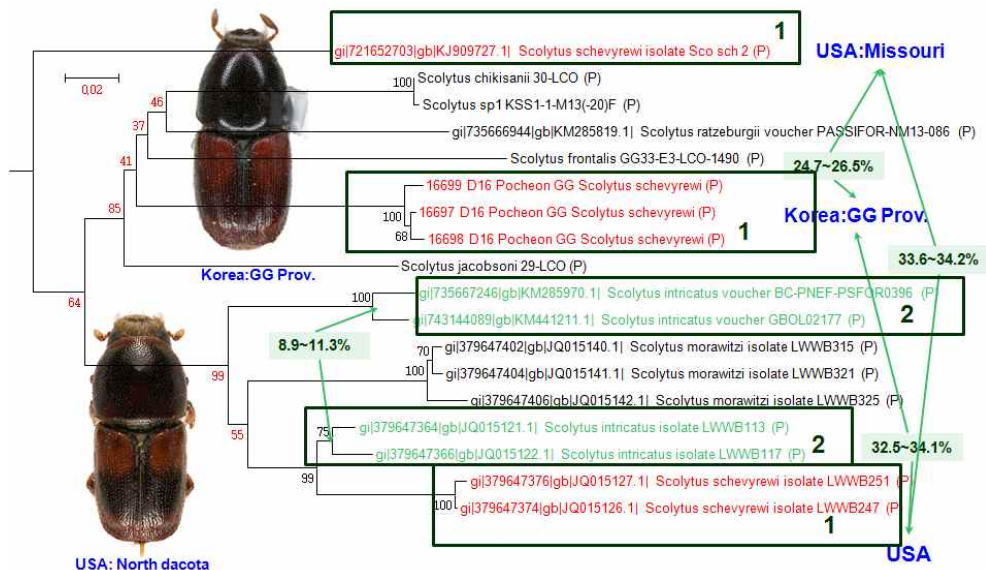 1
gi|721652703|gb|KJ909727.1| Scolytus schevyrewi isolate Sco sch 2 (P)
USA:Missouri
0,02
100
Scolytus chikisanii 30-LCO (P)
46
Scolytus sp1 KSS1-1-M13(-20)F (P)
37
gi|735666944|gb|KM285819.1| Scolytus ratzeburgii voucher PASSIFOR-NM13-086 (P)
41
Scolytus frontalis GG33-E3-LCO-1490 (P)
24.7~26.5%
16699 D16 Pocheon GG Scolytus schevyrewi (P)
85
100
16697 D16 Pocheon GG Scolytus schevyrewi (P)
Korea:GG Prov.
68
16698 D16 Pocheon GG Scolytus schevyrewi (P)
1
Korea:GG Prov.
Scolytus jacobsoni 29-LCO (P)
33.6~34.2%
64
100
gi|735667246|gb|KM285970.1| Scolytus intricatus voucher BC-PNEF-PSFOR0396 (P)
gi|743144089|gb|KM441211.1| Scolytus intricatus voucher GBOL02177 (P)
2
8.9~11.3%
70
gi|379647402|gb|JQ015140.1| Scolytus morawitzi isolate LWWB315 (P)
99
100
gi|379647404|gb|JQ015141.1| Scolytus morawitzi isolate LWWB321 (P)
gi|379647406|gb|JQ015142.1| Scolytus morawitzi isolate LWWB325 (P)
55
75
gi|379647364|gb|JQ015121.1| Scolytus intricatus isolate LWWB113 (P)
2
32.5~34.1%
gi|379647366|gb|JQ015122.1| Scolytus intricatus isolate LWWB117 (P)
99
gi|379647376|gb|JQ015127.1| Scolytus schevyrewi isolate LWWB251 (P)
100
gi|379647374|gb|JQ015126.1| Scolytus schevyrewi isolate LWWB247 (P
1
USA
USA: North dacota